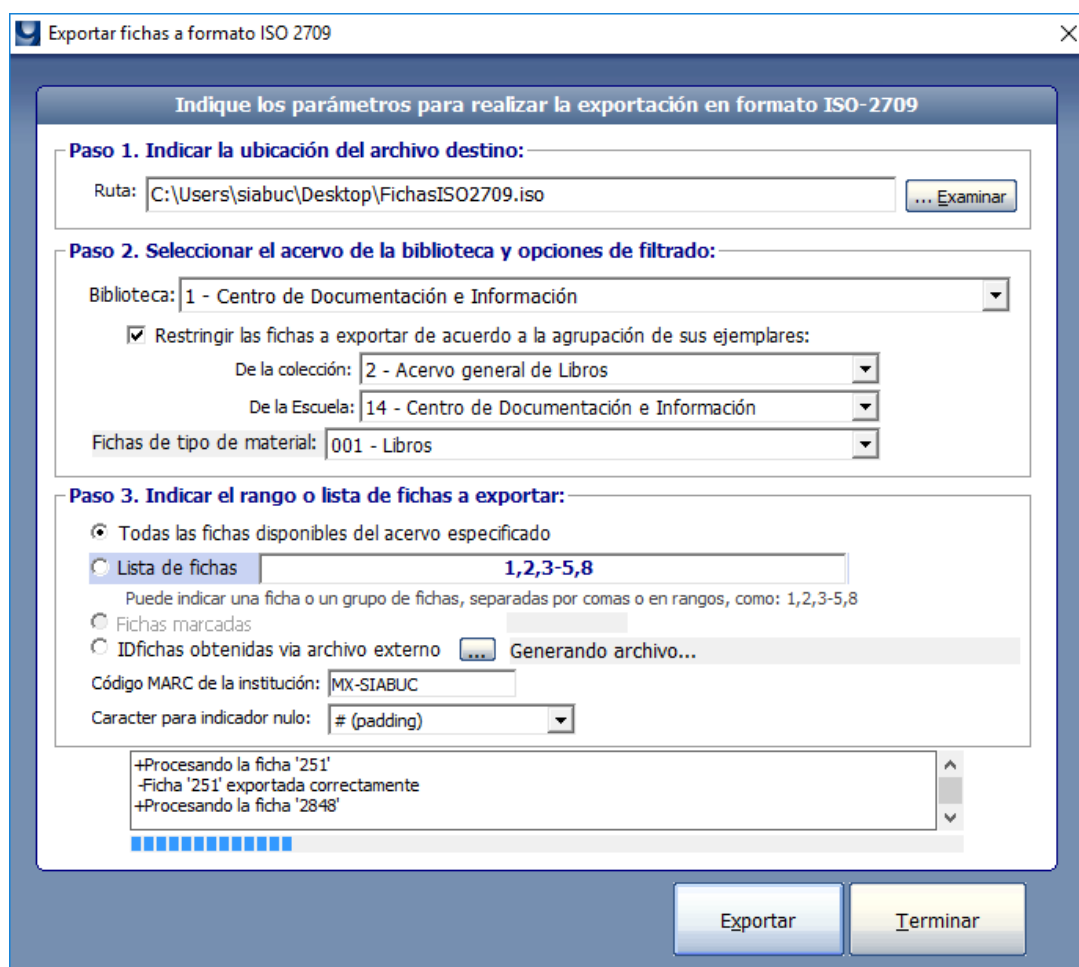 Exportar fichas a formato ISO 2709
Indique los parámetros para realizar la exportación en formato ISO-2709
Paso 1. Indicar la ubicación del archivo destino:
Ruta: C:\Users\siabuc\Desktop\FichasISO2709.iso ... Examinar
Paso 2. Seleccionar el acervo de la biblioteca y opciones de filtrado:
Biblioteca: 1 - Centro de Documentación e Información
Restringir las fichas a exportar de acuerdo a la agrupación de sus ejemplares:
De la colección: 2 - Acervo general de Libros
De la Escuela: 14 - Centro de Documentación e Información
Fichas de tipo de material: 001 - Libros
Paso 3. Indicar el rango o lista de fichas a exportar:
Todas las fichas disponibles del acervo especificado
Lista de fichas 1,2,3-5,8
Puede indicar una ficha o un grupo de fichas, separadas por comas o en rangos, como: 1,2,3-5,8
Fichas marcadas
IDfichas obtenidas via archivo externo ... Generando archivo...
Código MARC de la institución: MX-SIABUC
Caracter para indicador nulo: # (padding)
+Procesando la ficha '251'
-Ficha '251' exportada correctamente
+Procesando la ficha '2848'
Exportar Terminar